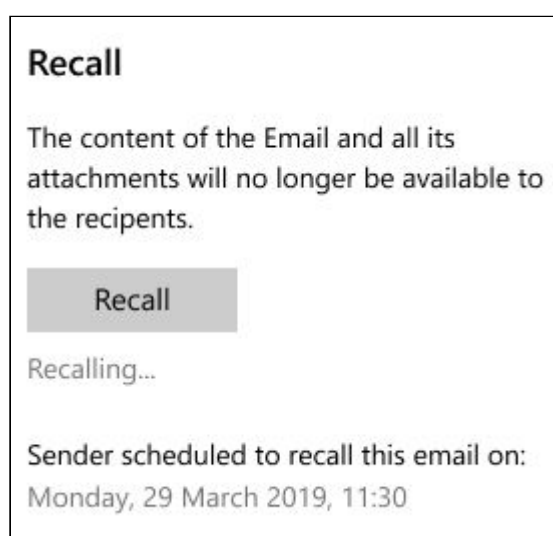 Recall
The content of the Email and all its
attachments will no longer be available to
the recipents.
Recall
Recalling...
Sender scheduled to recall this email on:
Monday, 29 March 2019, 11:30